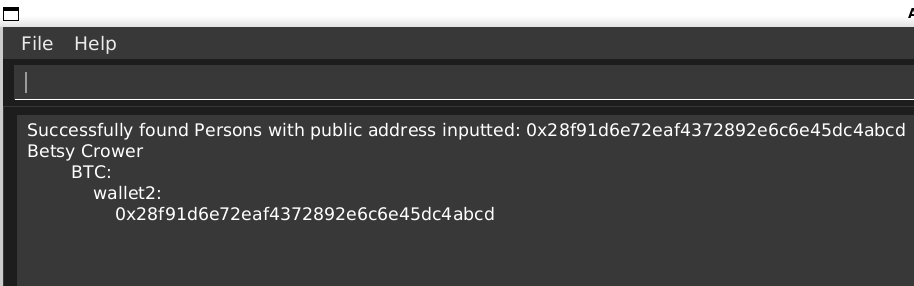 File Help
Successfully found Persons with public address inputted: 0x28f91d6e72eaf4372892e6c6e45dc4abcd
Betsy Crower
BTC:
wallet2:
0x28f91d6e72eaf4372892e6c6e45dc4abcd